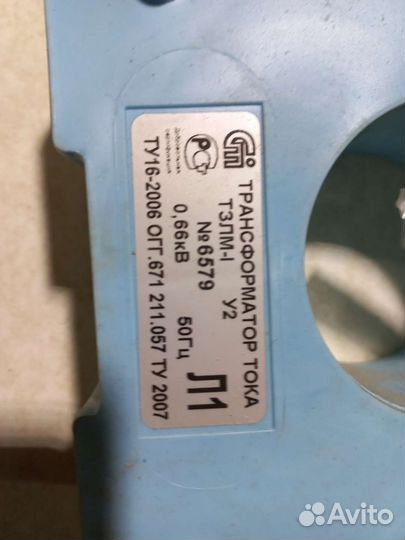 ТРАНСФОРМАТОР ТОКА
ТЗЛМ-I У2
№6579
0,66кВ 50Гц
Л1
ТУ16-2006 ОГГ.671 211.057 ТУ 2007
Avito